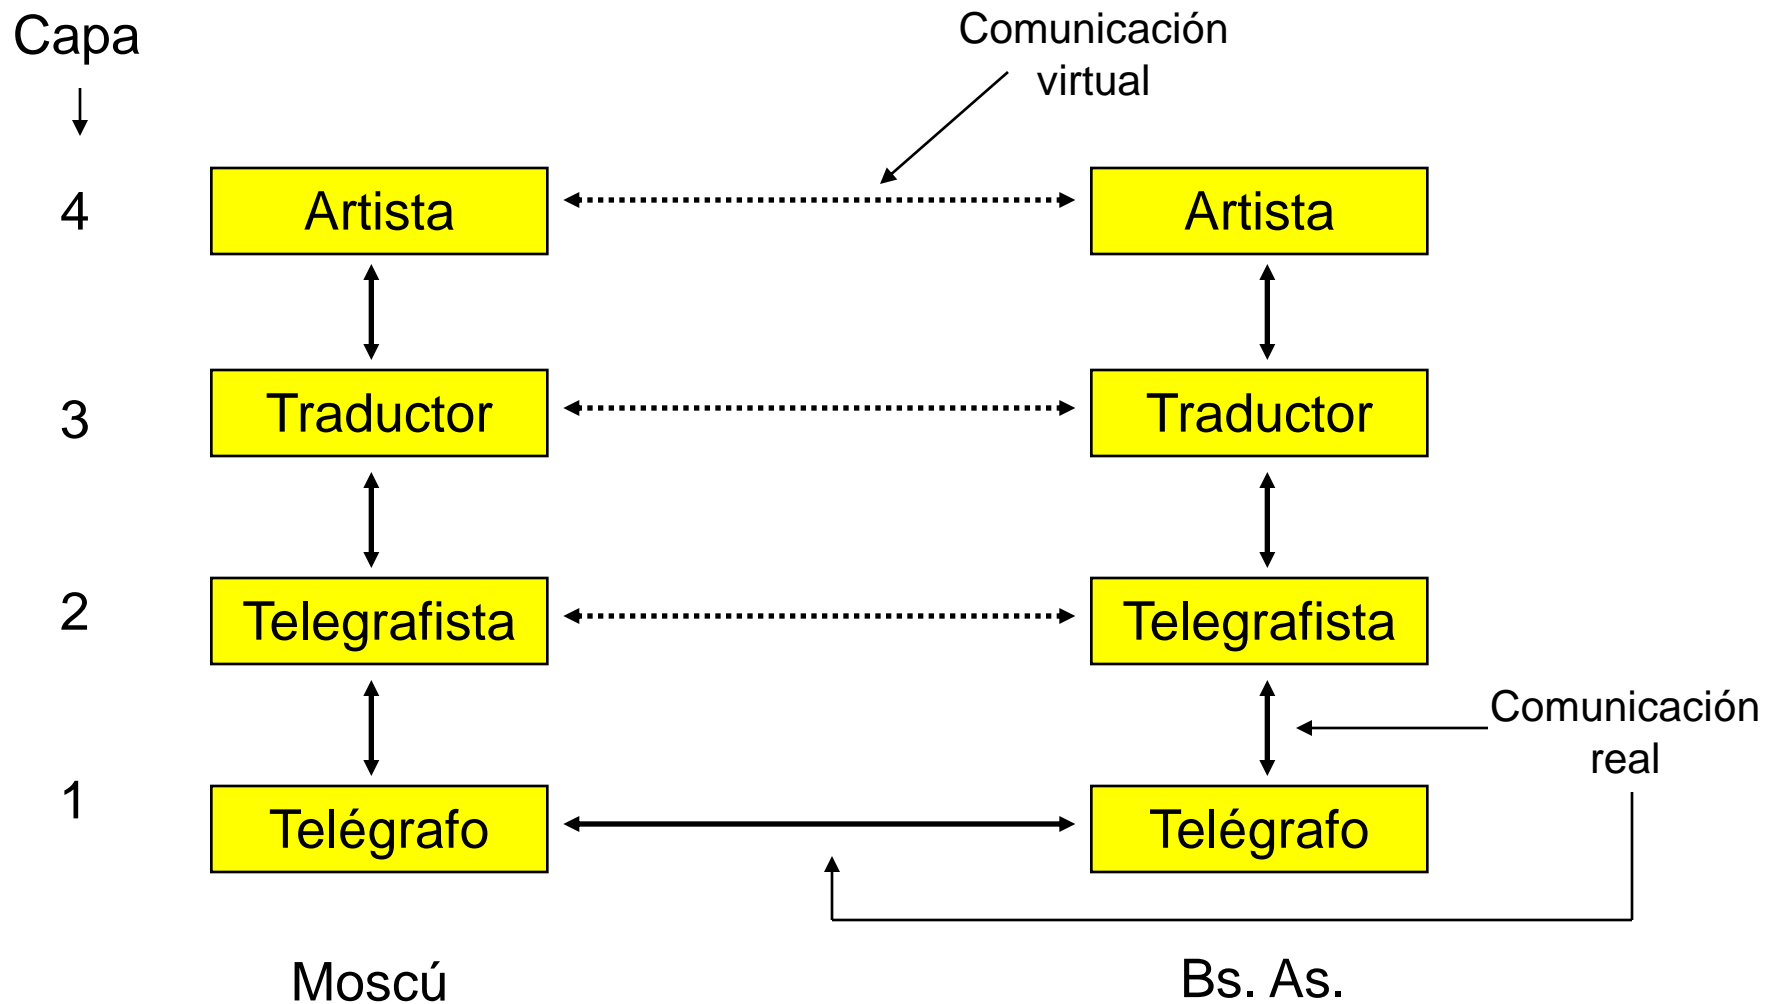 Capa
Comunicación
virtual
4
Artista
Artista
3
Traductor
Traductor
2
Telegrafista
Telegrafista
Comunicación
real
1
Telégrafo
Telégrafo
Moscú
Bs. As.